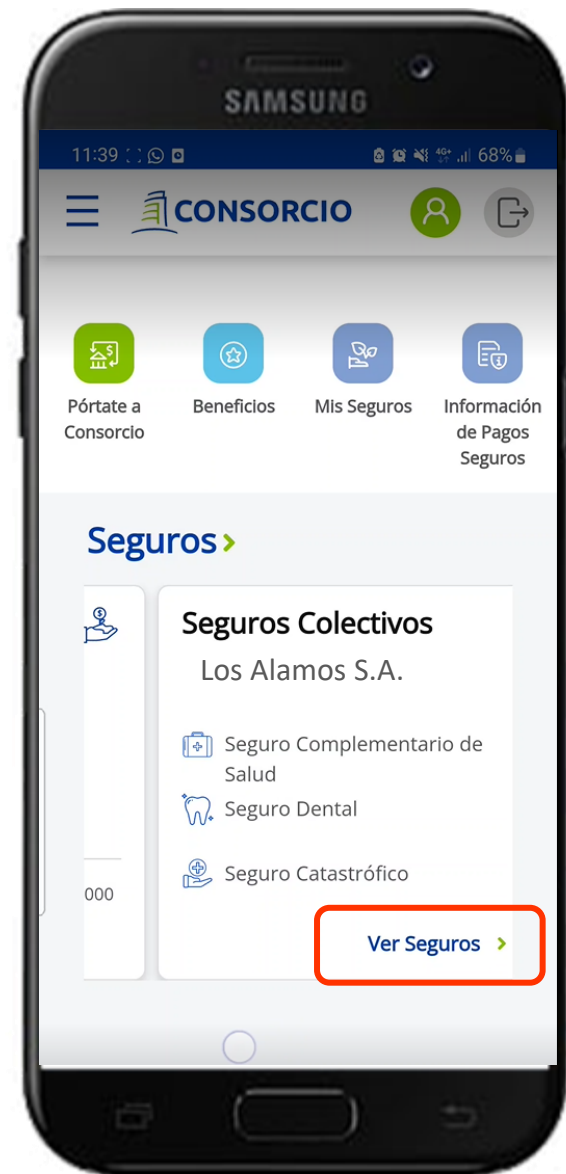 SAMSUNG
11:39 4G+ 68%
CONSORCIO
Pórtate a
Consorcio
Beneficios
Mis Seguros
Información
de Pagos
Seguros
Seguros
Seguros Colectivos
Los Alamos S.A.
Seguro Complementario de
Salud
Seguro Dental
Seguro Catastrófico
000
Ver Seguros